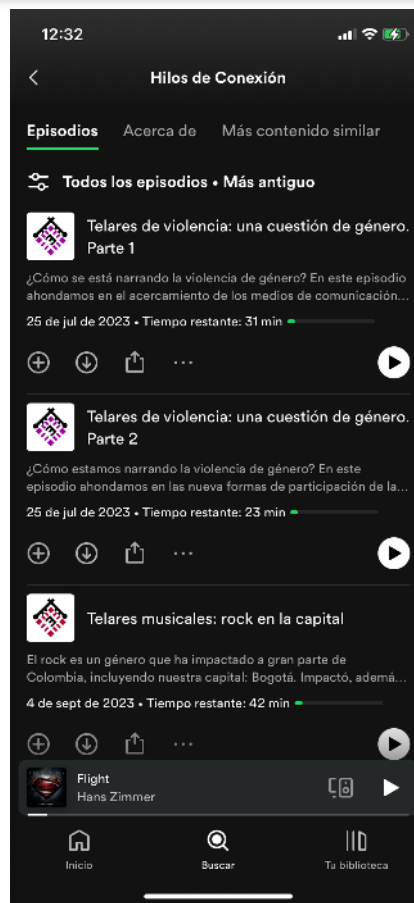 12:32
Hilos de Conexión
Episodios Acerca de Más contenido similar
Todos los episodios • Más antiguo
Telares de violencia: una cuestión de género.
Parte 1
¿Cómo se está narrando la violencia de género? En este episodio
ahondamos en el acercamiento de los medios de comunicación...
25 de jul de 2023 • Tiempo restante: 31 min
Telares de violencia: una cuestión de género.
Parte 2
¿Cómo estamos narrando la violencia de género? En este
episodio ahondamos en las nueva formas de participación de la...
25 de jul de 2023 • Tiempo restante: 23 min
Telares musicales: rock en la capital
El rock es un género que ha impactado a gran parte de
Colombia, incluyendo nuestra capital: Bogotá. Impactó, ademá...
4 de sept de 2023 • Tiempo restante: 42 min
Flight
Hans Zimmer
Inicio Buscar Tu biblioteca